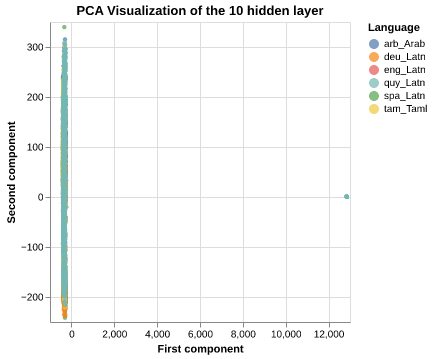 PCA Visualization of the 10 hidden layer
Language
arb_Arab
deu_Latn
eng_Latn
quy_Latn
spa_Latn
tam_Taml
Second component
300
200
100
0
−100
−200
0 2,000 4,000 6,000 8,000 10,000 12,000
First component